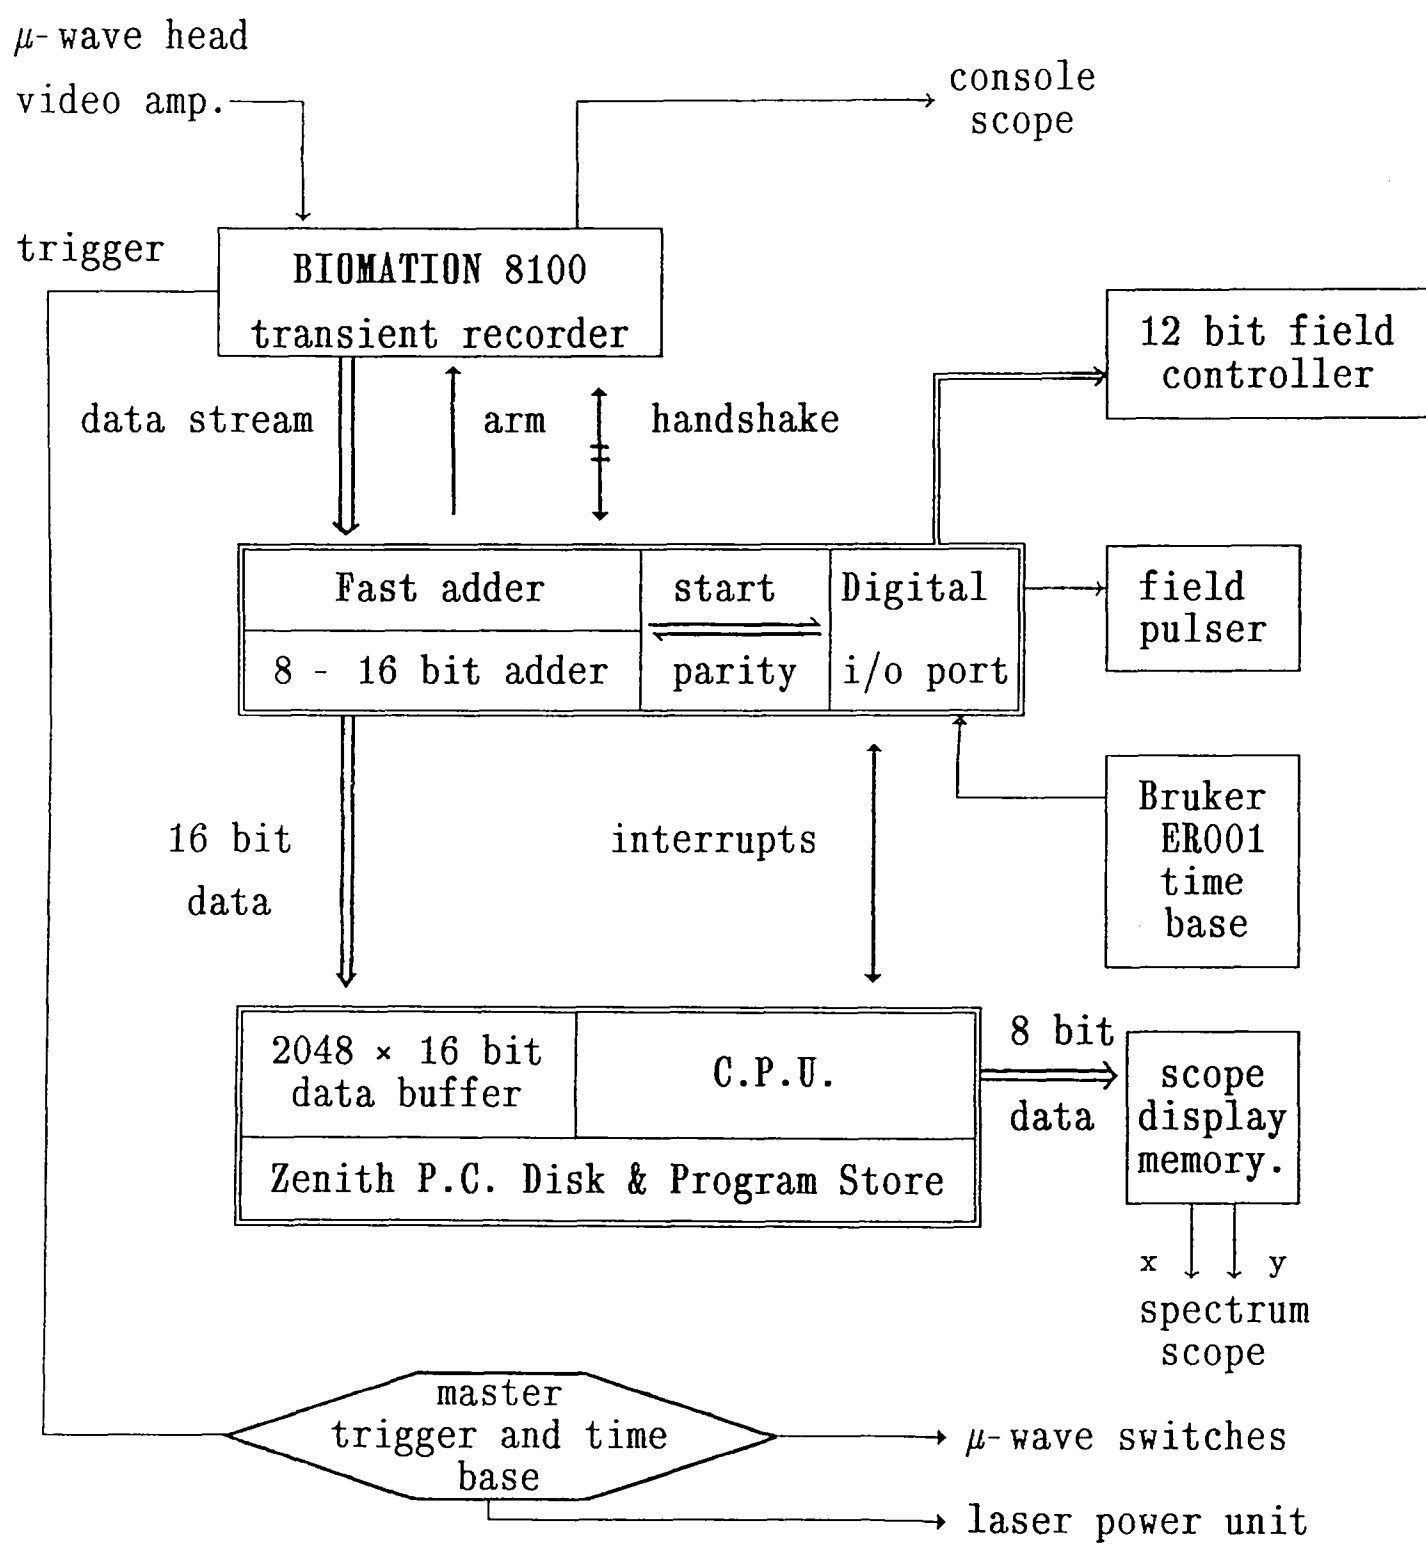 μ-wave head
video amp.
console
scope
trigger
BIOMATION 8100
transient recorder
12 bit field
controller
data stream
arm
handshake
Fast adder
8 - 16 bit adder
start
parity
Digital
i/o port
field
pulser
16 bit
data
interrupts
Bruker
ER001
time
base
2048 × 16 bit
data buffer
C.P.U.
Zenith P.C. Disk & Program Store
8 bit
data
scope
display
memory.
x
y
spectrum
scope
master
trigger and time
base
μ-wave switches
laser power unit